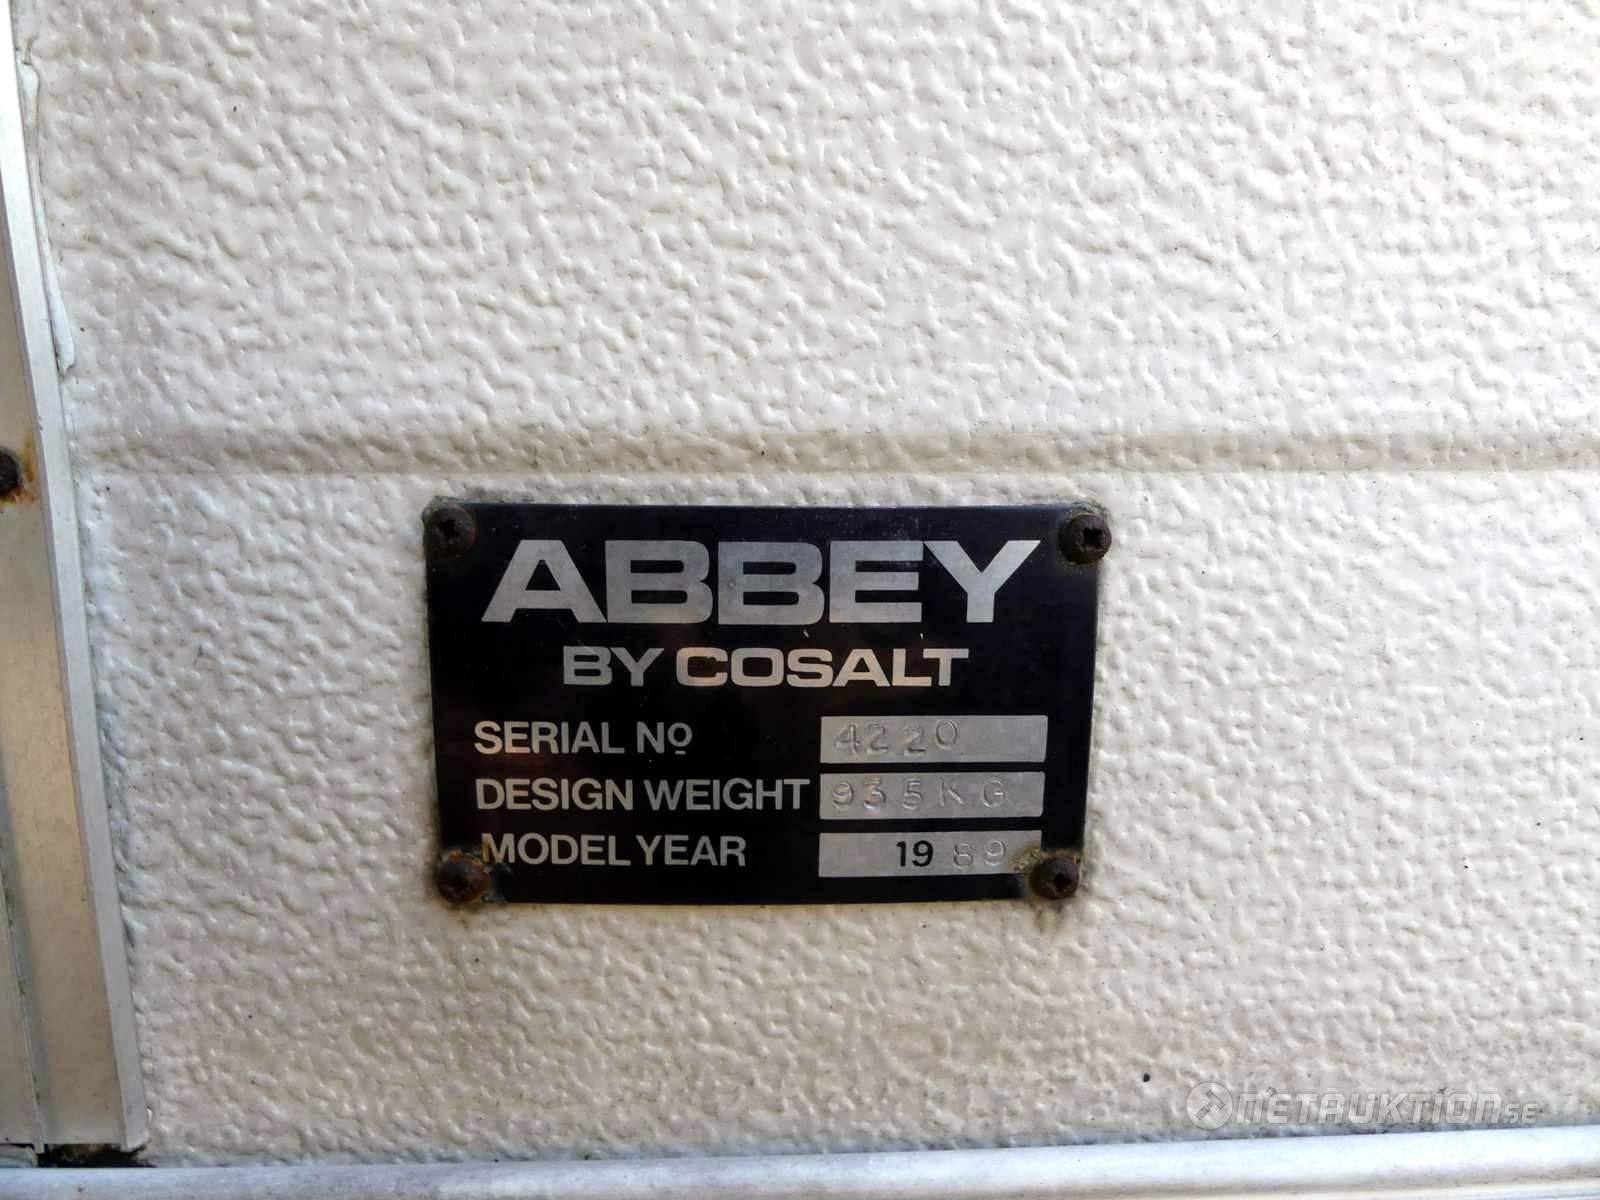 ABBEY
BY COSALT
SERIAL Nº 4220
DESIGN WEIGHT 935KG
MODEL YEAR 1989
NETAUKTION.SE